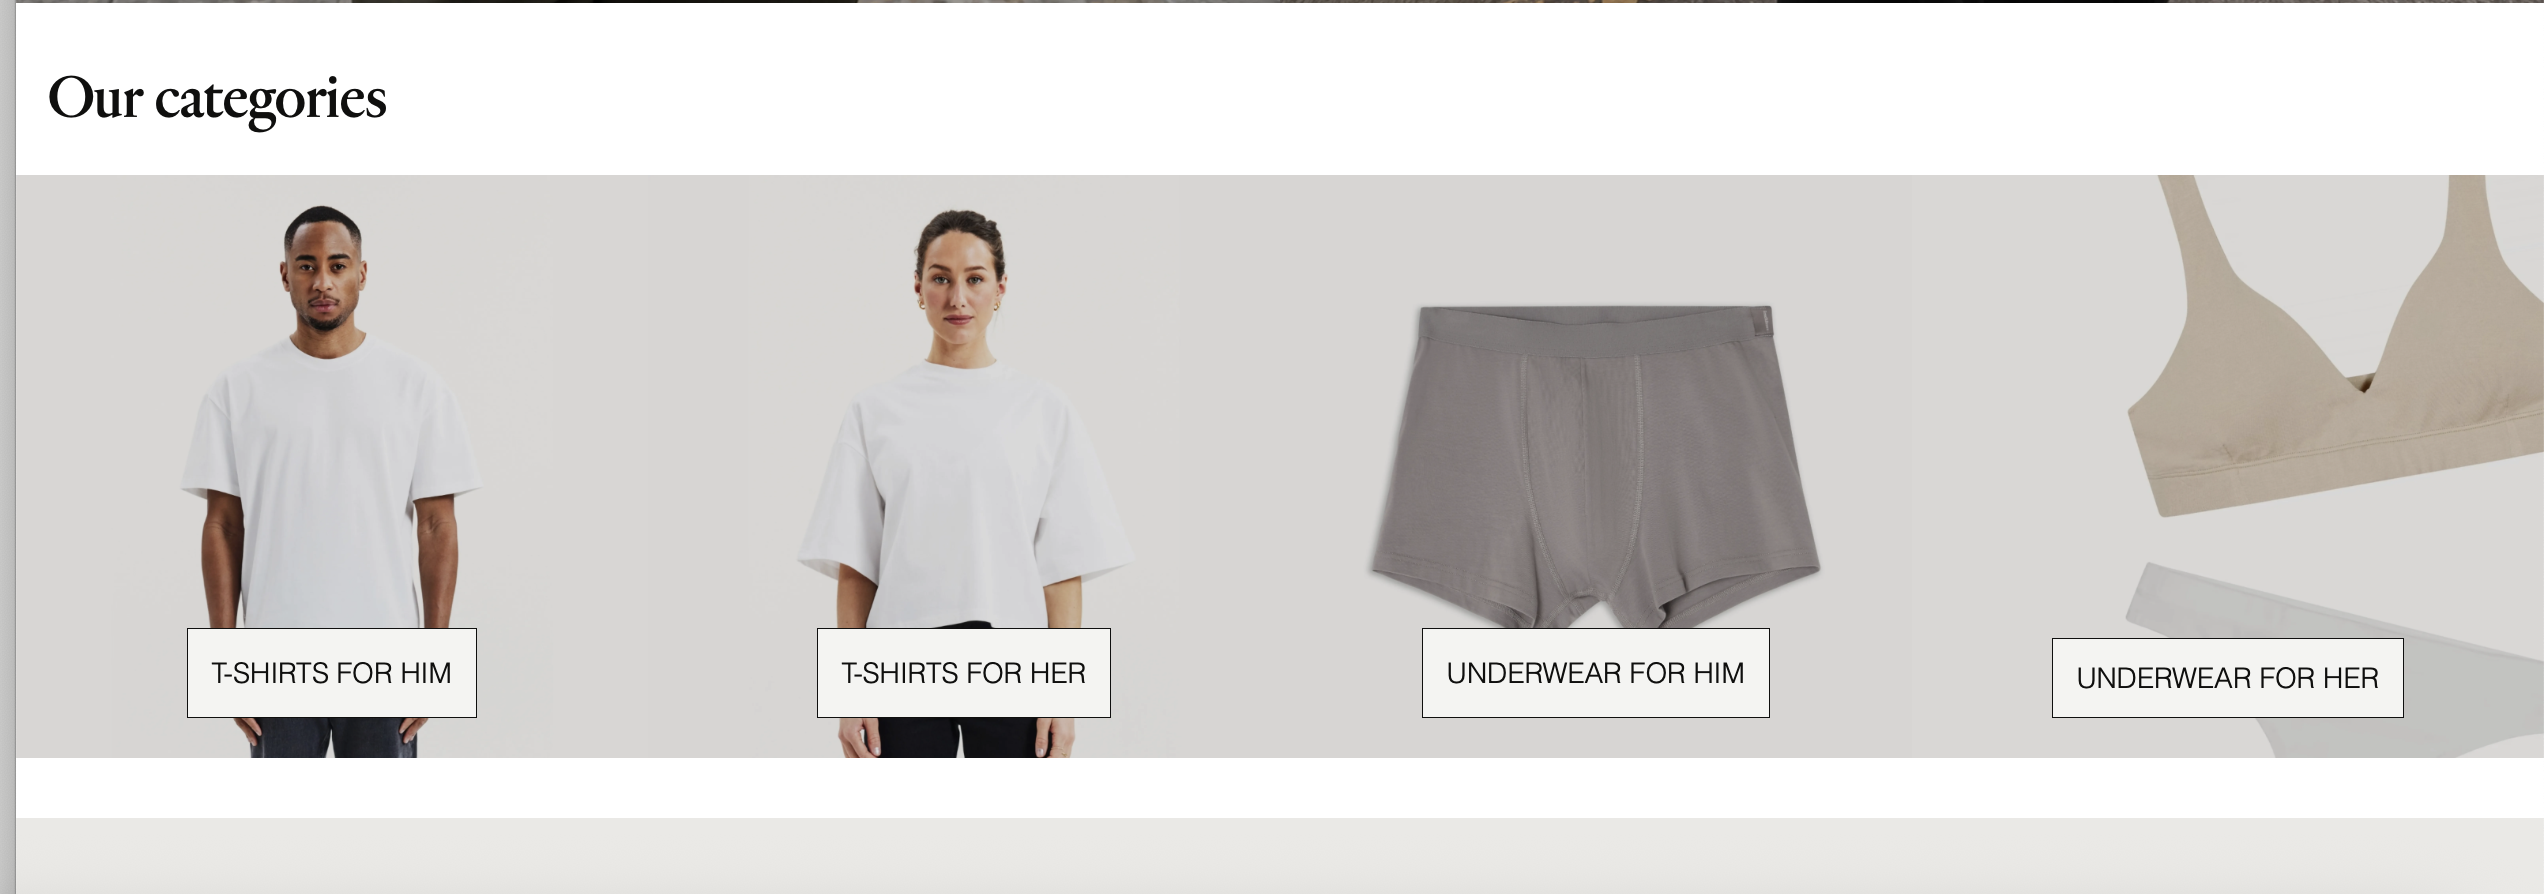 Our categories
T-SHIRTS FOR HIM
T-SHIRTS FOR HER
UNDERWEAR FOR HIM
UNDERWEAR FOR HER